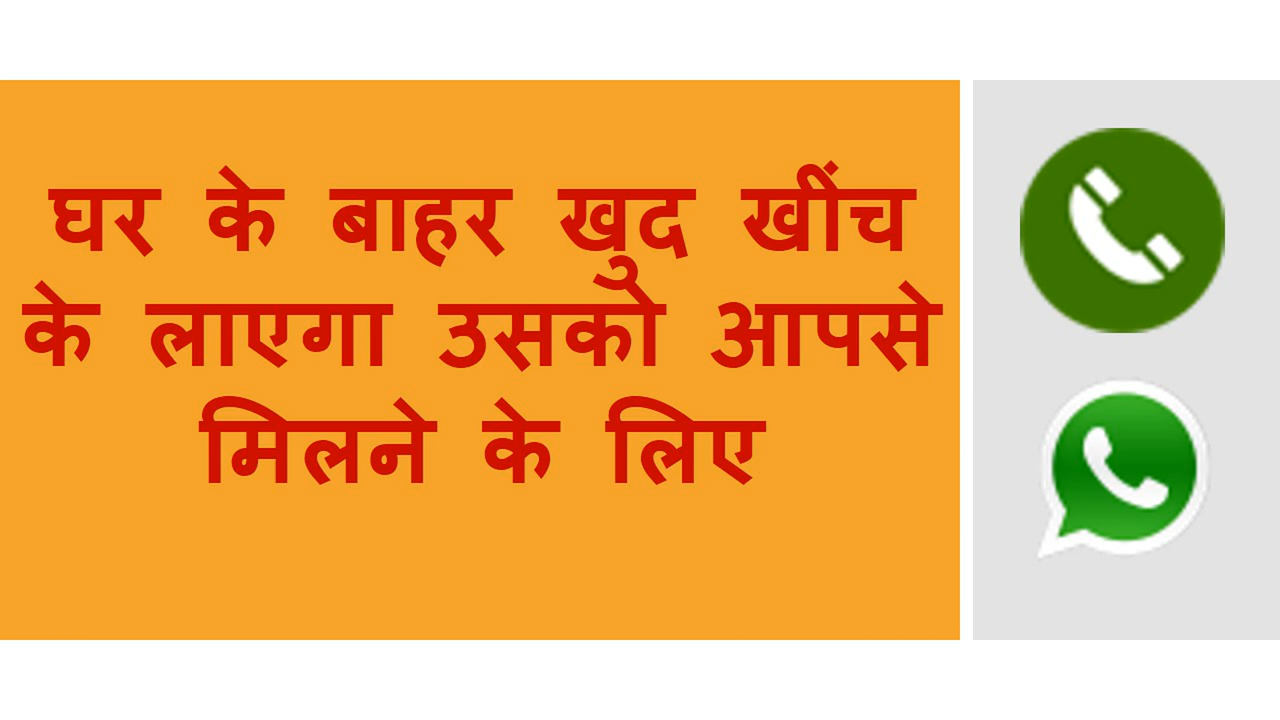 घर के बाहर खुद खींच
के लाएगा उसको आपसे
मिलने के लिए